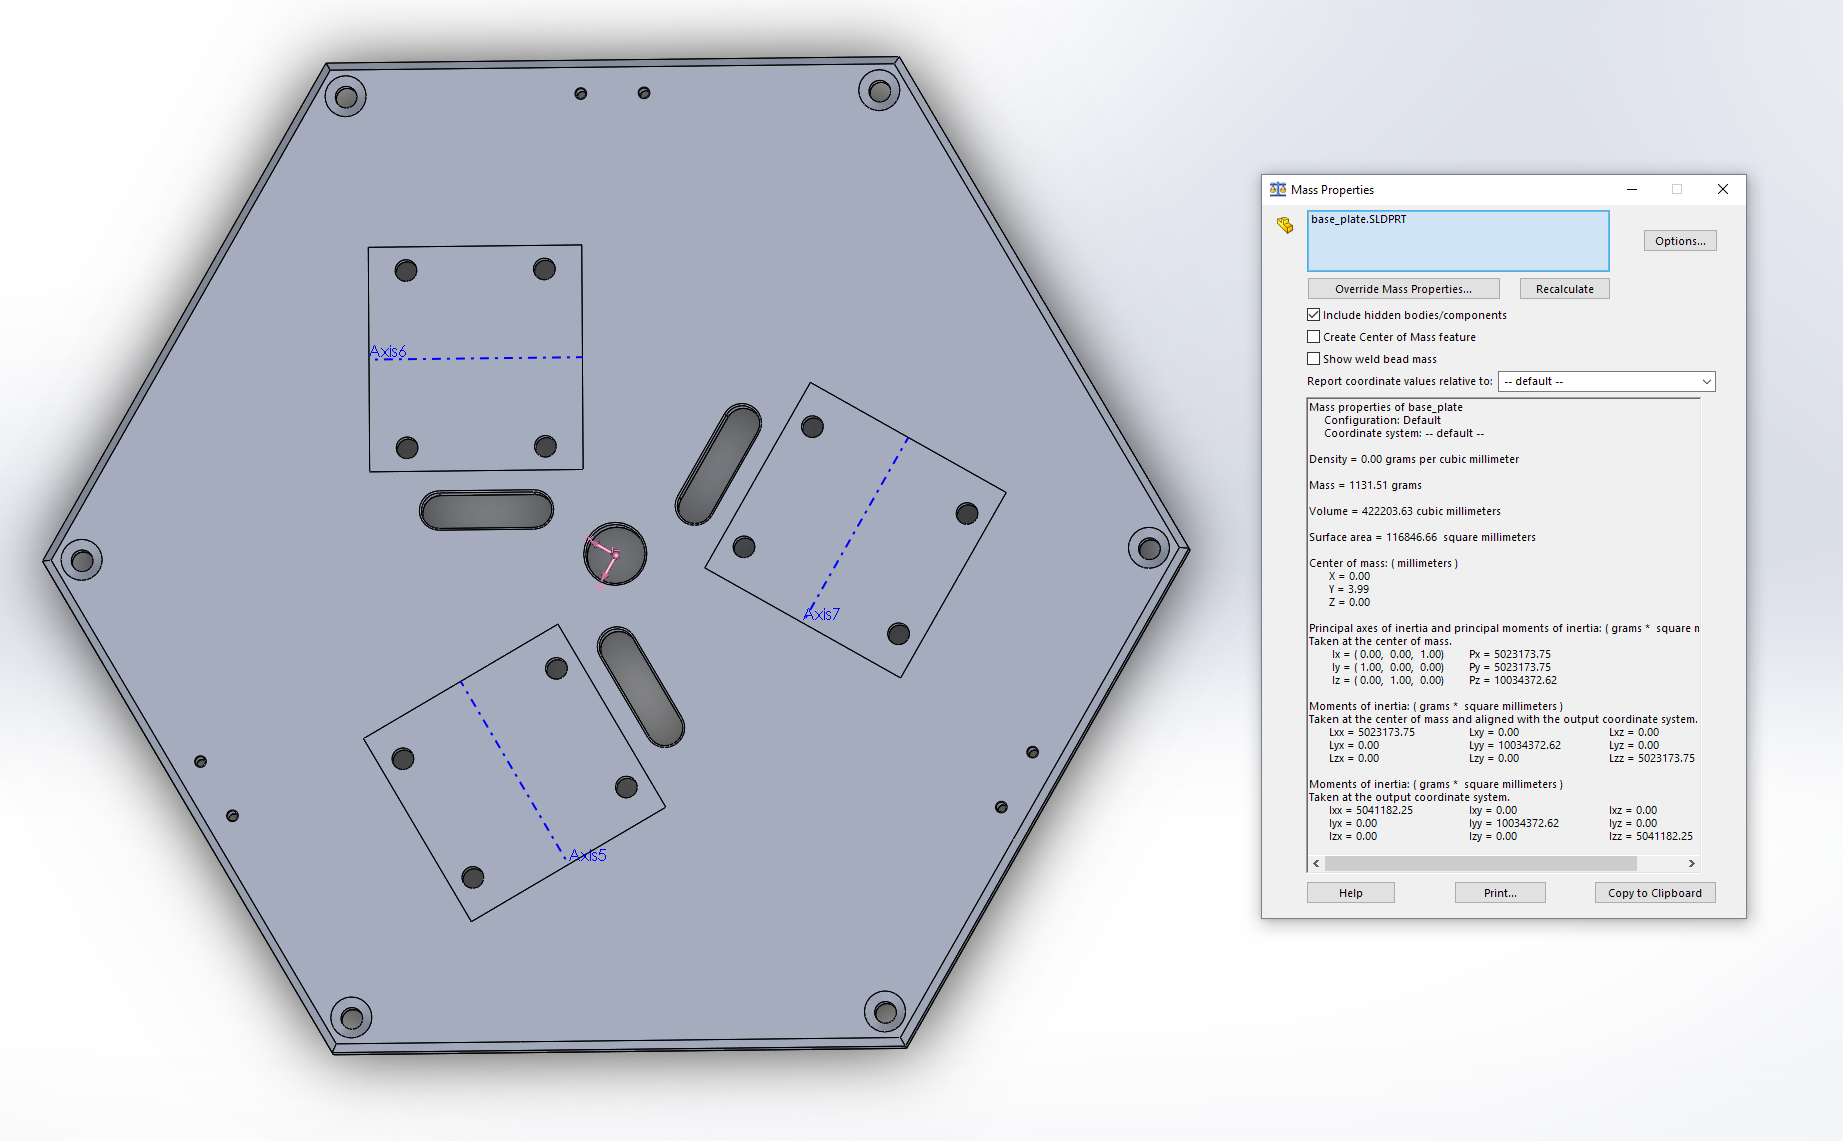 Axis6
Axis7
Axis5
Mass Properties
base_plate.SLDPRT
Options...
Override Mass Properties...
Recalculate
Include hidden bodies/components
Create Center of Mass feature
Show weld bead mass
Report coordinate values relative to: -- default --
Mass properties of base_plate
Configuration: Default
Coordinate system: -- default --
Density = 0.00 grams per cubic millimeter
Mass = 1131.51 grams
Volume = 422203.63 cubic millimeters
Surface area = 116846.66 square millimeters
Center of mass: ( millimeters )
X = 0.00
Y = 3.99
Z = 0.00
Principal axes of inertia and principal moments of inertia: ( grams * square m
Taken at the center of mass.
Ix = ( 0.00, 0.00, 1.00) Px = 5023173.75
Iy = ( 1.00, 0.00, 0.00) Py = 5023173.75
Iz = ( 0.00, 1.00, 0.00) Pz = 10034372.62
Moments of inertia: ( grams * square millimeters )
Taken at the center of mass and aligned with the output coordinate system.
Lxx = 5023173.75 Lxy = 0.00 Lxz = 0.00
Lyx = 0.00 Lyy = 10034372.62 Lyz = 0.00
Lzx = 0.00 Lzy = 0.00 Lzz = 5023173.75
Moments of inertia: ( grams * square millimeters )
Taken at the output coordinate system.
Ixx = 5041182.25 Ixy = 0.00 Ixz = 0.00
Iyx = 0.00 Iyy = 10034372.62 Iyz = 0.00
Izx = 0.00 Izy = 0.00 Izz = 5041182.25
Help
Print...
Copy to Clipboard